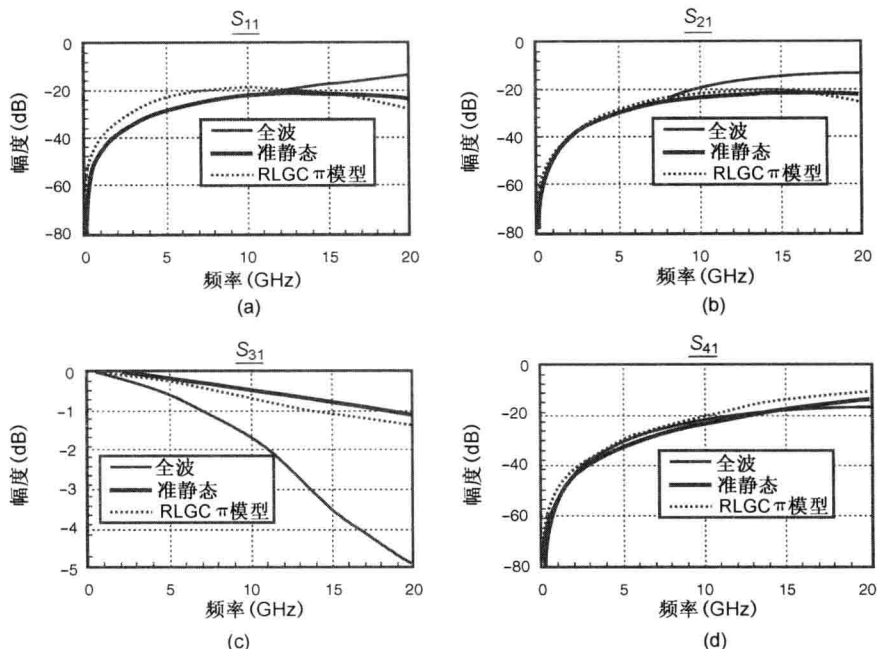 S11
幅度(dB)
0
-20
-40
-60
-80
全波
准静态
RLGC π模型
0 5 10 15 20
频率(GHz)
(a)
S21
幅度(dB)
0
-20
-40
-60
-80
全波
准静态
RLGC π模型
0 5 10 15 20
频率(GHz)
(b)
S31
幅度(dB)
0
-1
-2
-3
-4
-5
全波
准静态
RLGC π模型
0 5 10 15 20
频率(GHz)
(c)
S41
幅度(dB)
0
-20
-40
-60
-80
全波
准静态
RLGC π模型
0 5 10 15 20
频率(GHz)
(d)